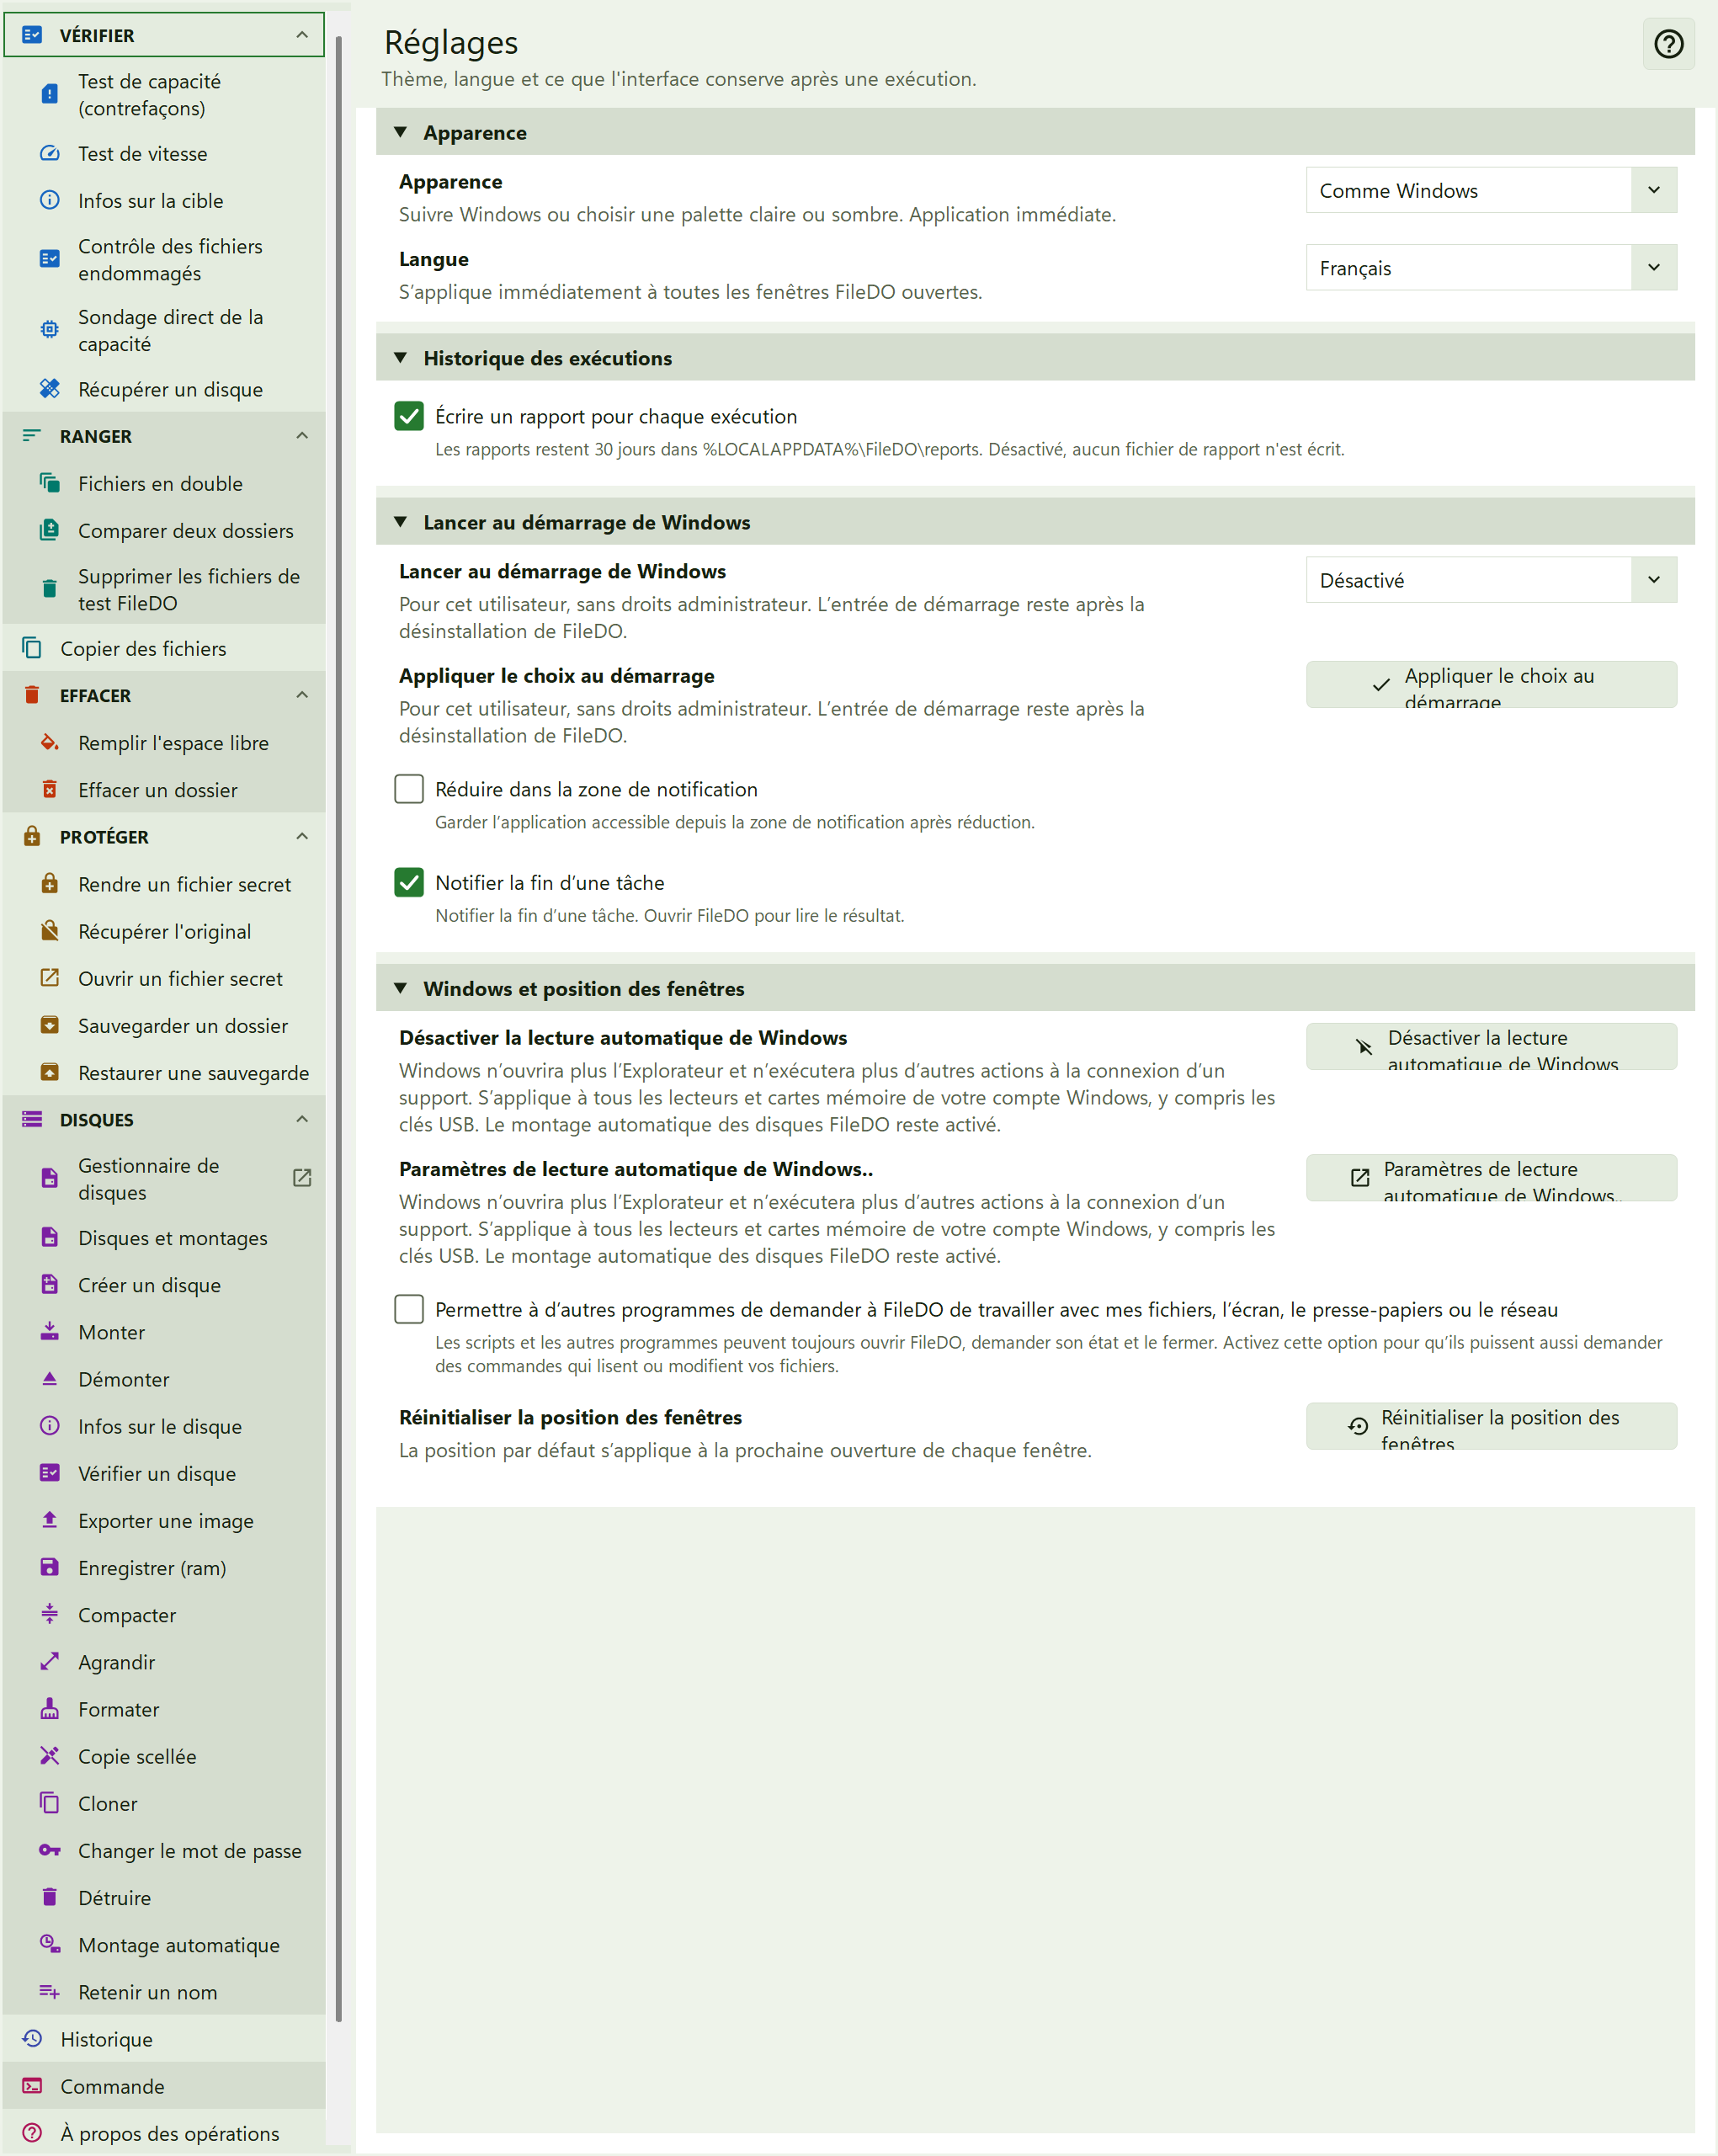 VÉRIFIER
Test de capacité
(contrefaçons)
Test de vitesse
Infos sur la cible
Contrôle des fichiers
endommagés
Sondage direct de la
capacité
Récupérer un disque
RANGER
Fichiers en double
Comparer deux dossiers
Supprimer les fichiers de
test FileDO
Copier des fichiers
EFFACER
Remplir l'espace libre
Effacer un dossier
PROTÉGER
Rendre un fichier secret
Récupérer l'original
Ouvrir un fichier secret
Sauvegarder un dossier
Restaurer une sauvegarde
DISQUES
Gestionnaire de
disques
Disques et montages
Créer un disque
Monter
Démonter
Infos sur le disque
Vérifier un disque
Exporter une image
Enregistrer (ram)
Compacter
Agrandir
Formater
Copie scellée
Cloner
Changer le mot de passe
Détruire
Montage automatique
Retenir un nom
Historique
Commande
À propos des opérations
Réglages
Thème, langue et ce que l'interface conserve après une exécution.
Apparence
Apparence
Suivre Windows ou choisir une palette claire ou sombre. Application immédiate.
Comme Windows
Langue
S’applique immédiatement à toutes les fenêtres FileDO ouvertes.
Français
Historique des exécutions
Écrire un rapport pour chaque exécution
Les rapports restent 30 jours dans %LOCALAPPDATA%\FileDO\reports. Désactivé, aucun fichier de rapport n'est écrit.
Lancer au démarrage de Windows
Lancer au démarrage de Windows
Pour cet utilisateur, sans droits administrateur. L’entrée de démarrage reste après la
désinstallation de FileDO.
Désactivé
Appliquer le choix au démarrage
Pour cet utilisateur, sans droits administrateur. L’entrée de démarrage reste après la
désinstallation de FileDO.
Appliquer le choix au
démarrage
Réduire dans la zone de notification
Garder l’application accessible depuis la zone de notification après réduction.
Notifier la fin d’une tâche
Notifier la fin d’une tâche. Ouvrir FileDO pour lire le résultat.
Windows et position des fenêtres
Désactiver la lecture automatique de Windows
Windows n’ouvrira plus l’Explorateur et n’exécutera plus d’autres actions à la connexion d’un
support. S’applique à tous les lecteurs et cartes mémoire de votre compte Windows, y compris les
clés USB. Le montage automatique des disques FileDO reste activé.
Désactiver la lecture
automatique de Windows
Paramètres de lecture automatique de Windows..
Windows n’ouvrira plus l’Explorateur et n’exécutera plus d’autres actions à la connexion d’un
support. S’applique à tous les lecteurs et cartes mémoire de votre compte Windows, y compris les
clés USB. Le montage automatique des disques FileDO reste activé.
Paramètres de lecture
automatique de Windows..
Permettre à d’autres programmes de demander à FileDO de travailler avec mes fichiers, l’écran, le presse-papiers ou le réseau
Les scripts et les autres programmes peuvent toujours ouvrir FileDO, demander son état et le fermer. Activez cette option pour qu’ils puissent aussi demander
des commandes qui lisent ou modifient vos fichiers.
Réinitialiser la position des fenêtres
La position par défaut s’applique à la prochaine ouverture de chaque fenêtre.
Réinitialiser la position des
fenêtres